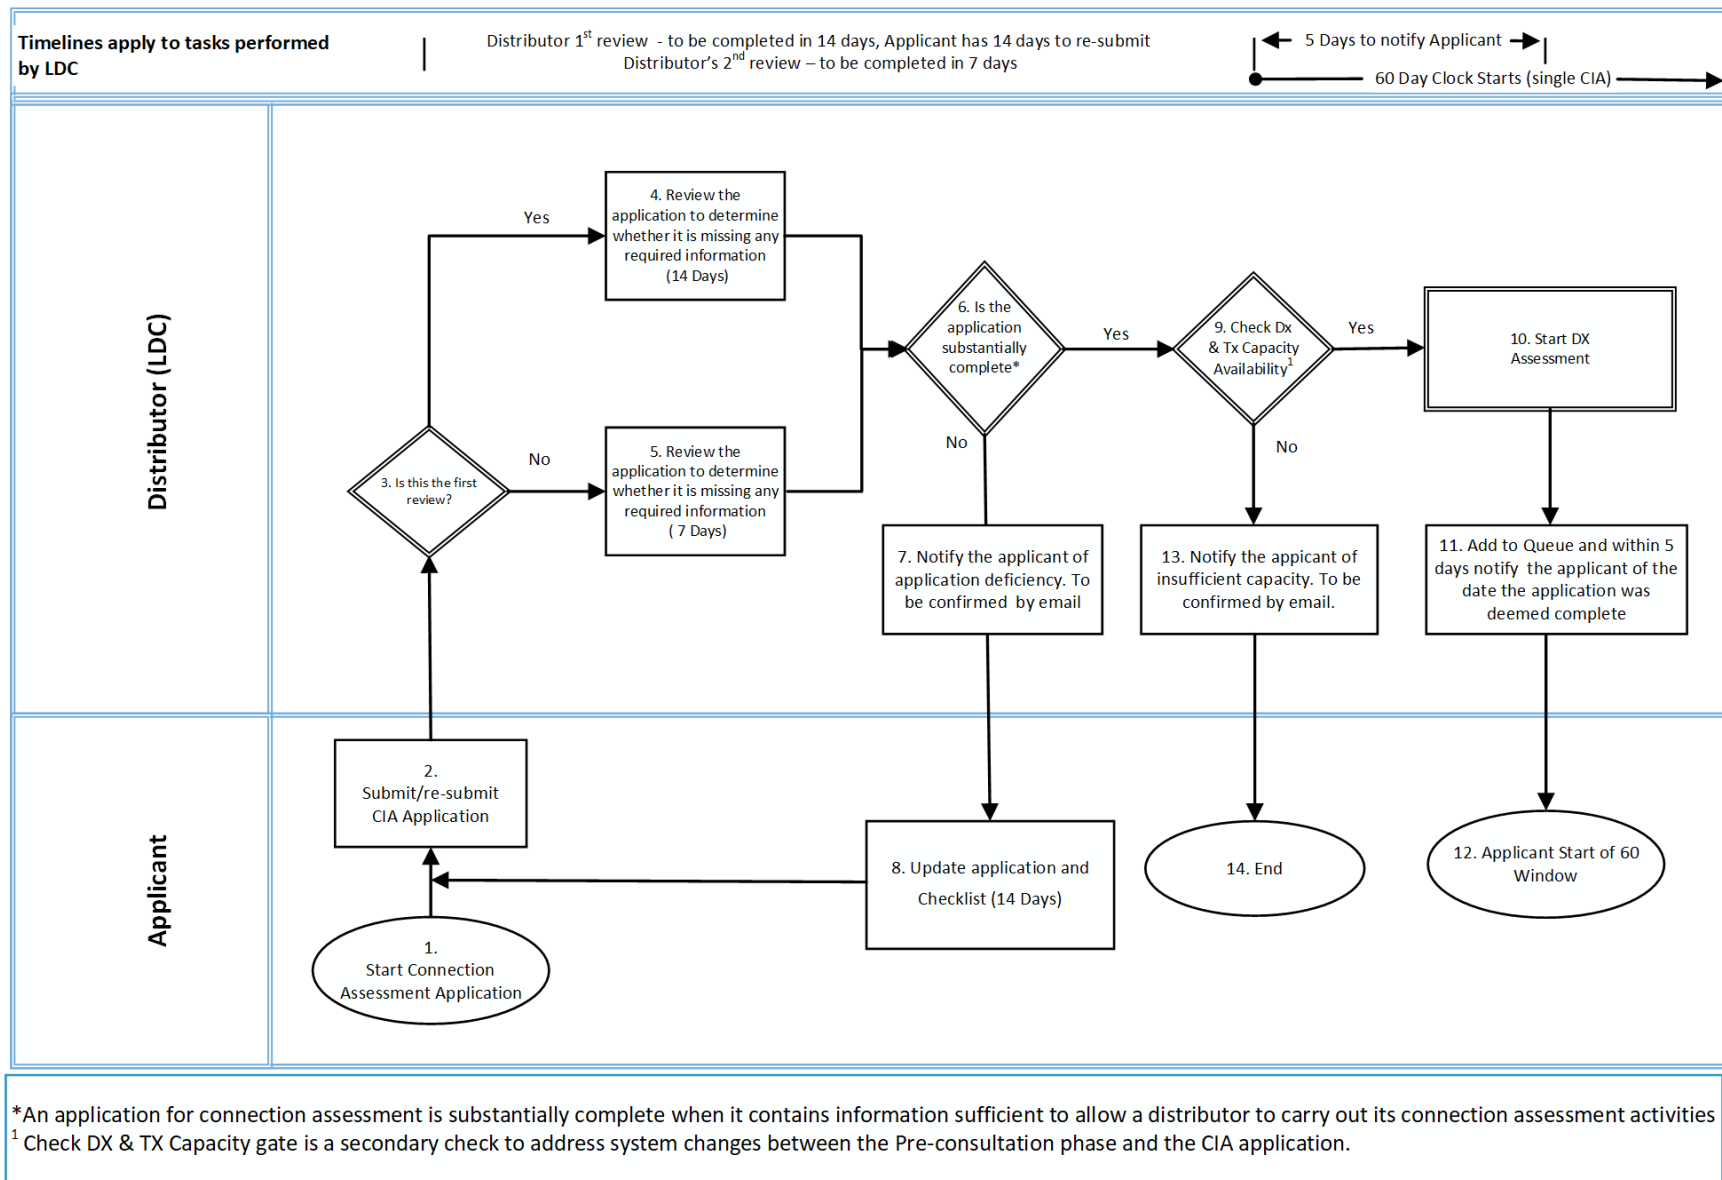 Timelines apply to tasks performed
by LDC
Distributor 1st review - to be completed in 14 days, Applicant has 14 days to re-submit
Distributor's 2nd review – to be completed in 7 days
5 Days to notify Applicant
60 Day Clock Starts (single CIA)
Distributor (LDC)
Yes
4. Review the
application to determine
whether it is missing any
required information
(14 Days)
3. Is this the first
review?
No
5. Review the
application to determine
whether it is missing any
required information
( 7 Days)
6. Is the
application
substantially
complete*
Yes
No
9. Check Dx
& Tx Capacity
Availability1
Yes
No
10. Start DX
Assessment
7. Notify the applicant of
application deficiency. To
be confirmed by email
13. Notify the appicant of
insufficient capacity. To be
confirmed by email.
11. Add to Queue and within 5
days notify the applicant of the
date the application was
deemed complete
Applicant
2.
Submit/re-submit
CIA Application
1.
Start Connection
Assessment Application
8. Update application and
Checklist (14 Days)
14. End
12. Applicant Start of 60
Window
*An application for connection assessment is substantially complete when it contains information sufficient to allow a distributor to carry out its connection assessment activities
1 Check DX & TX Capacity gate is a secondary check to address system changes between the Pre-consultation phase and the CIA application.